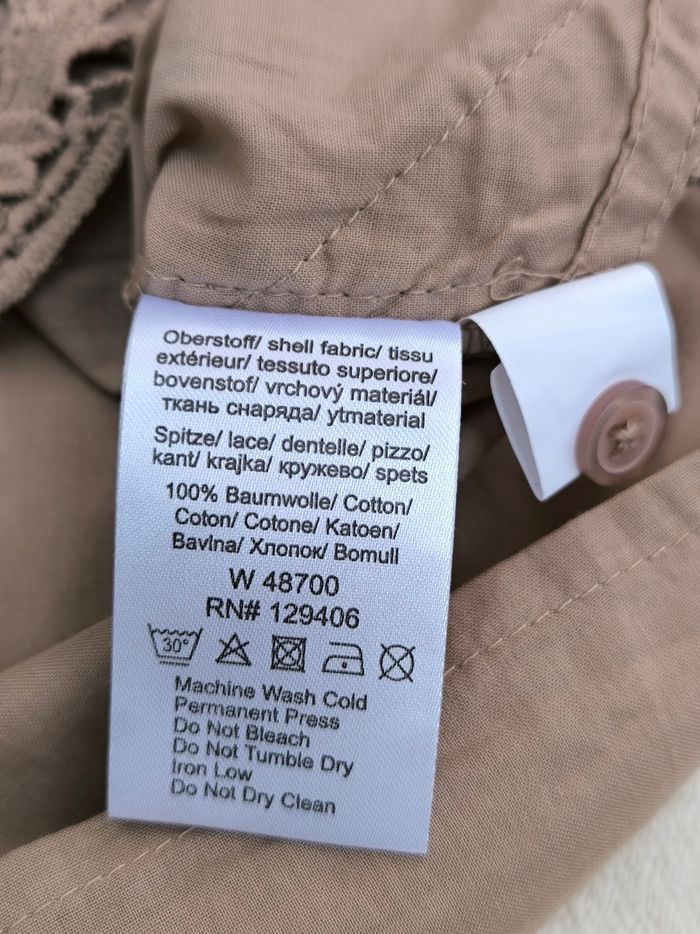 Oberstoff/ shell fabric/ tissu
extérieur/ tessuto superiore/
bovenstof/ vrchový materiál/
ткань снаряда/ ytmaterial
Spitze/ lace/ dentelle/ pizzo/
kant/ krajka/ кружево/ spets
100% Baumwolle/ Cotton/
Coton/ Cotone/ Katoen/
Bavlna/ Хлопок/ Bomull
W 48700
RN# 129406
30°
Machine Wash Cold
Permanent Press
Do Not Bleach
Do Not Tumble Dry
Iron Low
Do Not Dry Clean